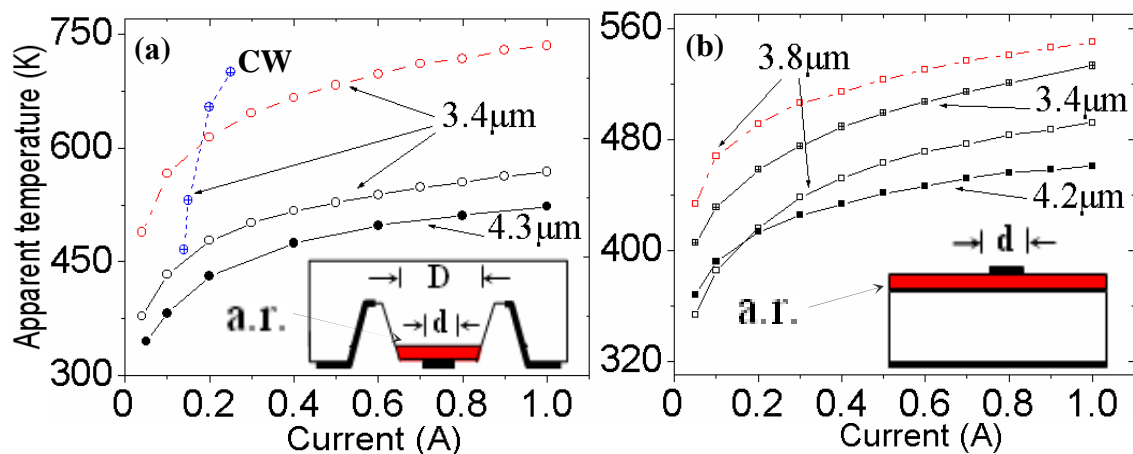 Apparent temperature (K)
750
600
450
300
(a)
CW
3.4μm
4.3μm
D
d
a.r.
0
0.2
0.4
0.6
0.8
1.0
Current (A)
560
480
400
320
(b)
3.8μm
3.4μm
4.2μm
d
a.r.
0
0.2
0.4
0.6
0.8
1.0
Current (A)